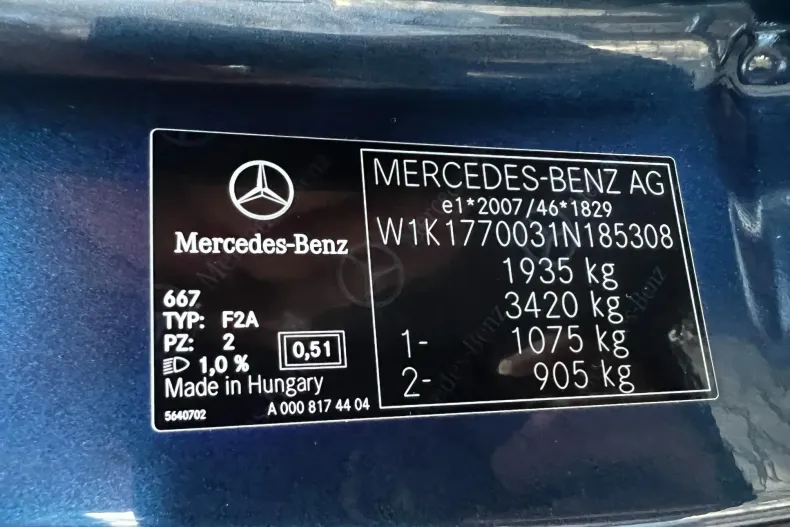 Mercedes-Benz
667
TYP: F2A
PZ: 2
1,0 %
0,51
Made in Hungary
5640702
A 000 817 44 04
MERCEDES-BENZ AG
e1*2007/46*1829
W1K1770031N185308
1935 kg
3420 kg
1- 1075 kg
2- 905 kg